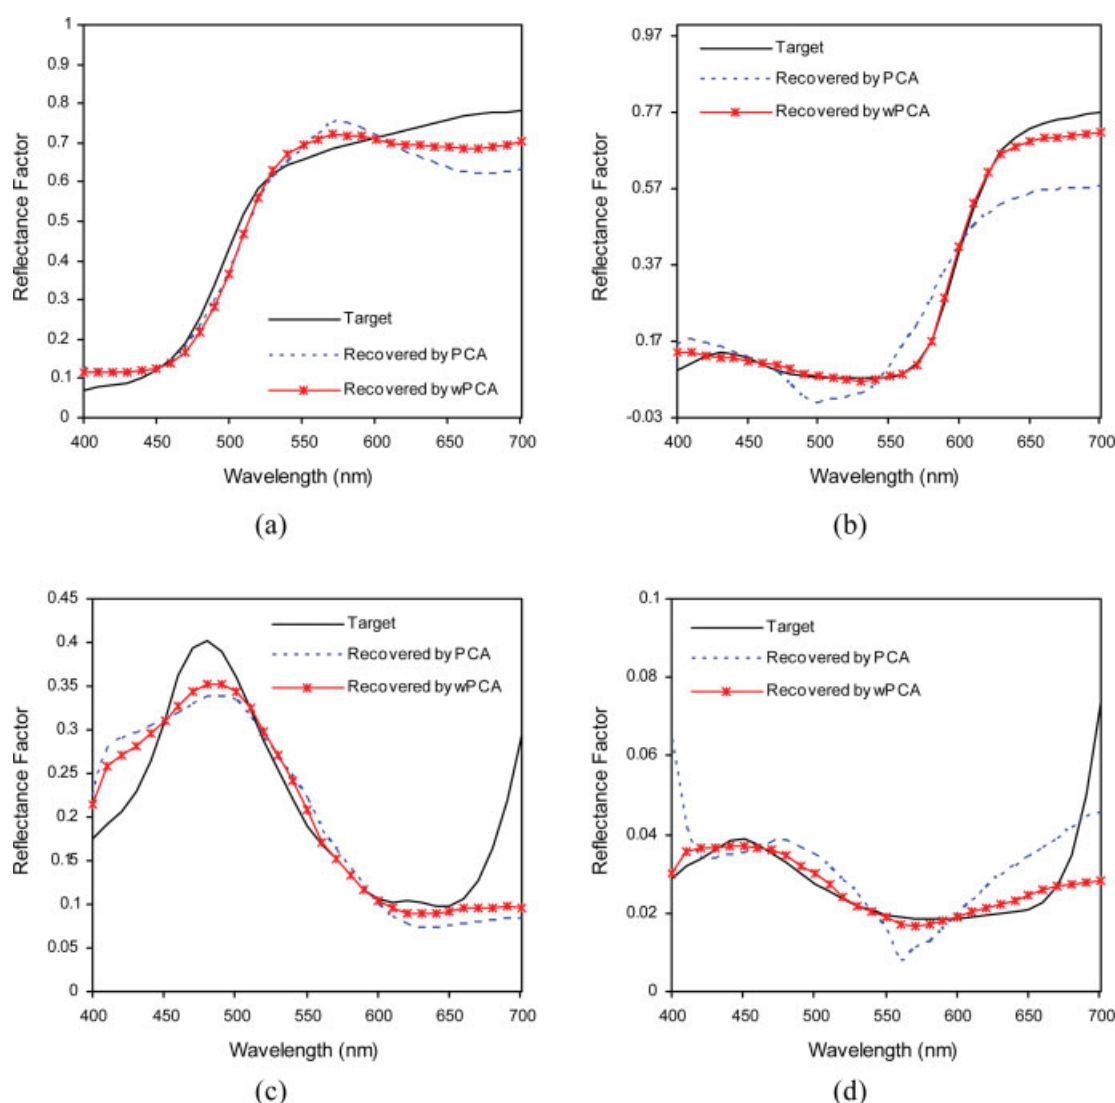 1
0.9
0.8
0.7
0.6
0.5
0.4
0.3
0.2
0.1
0
Reflectance Factor
Target
Recovered by PCA
Recovered by wPCA
400 450 500 550 600 650 700
Wavelength (nm)
(a)
0.97
0.77
0.57
0.37
0.17
-0.03
Reflectance Factor
Target
Recovered by PCA
Recovered by wPCA
400 450 500 550 600 650 700
Wavelength (nm)
(b)
0.45
0.4
0.35
0.3
0.25
0.2
0.15
0.1
0.05
0
Reflectance Factor
Target
Recovered by PCA
Recovered by wPCA
400 450 500 550 600 650 700
Wavelength (nm)
(c)
0.1
0.08
0.06
0.04
0.02
0
Reflectance Factor
Target
Recovered by PCA
Recovered by wPCA
400 450 500 550 600 650 700
Wavelength (nm)
(d)